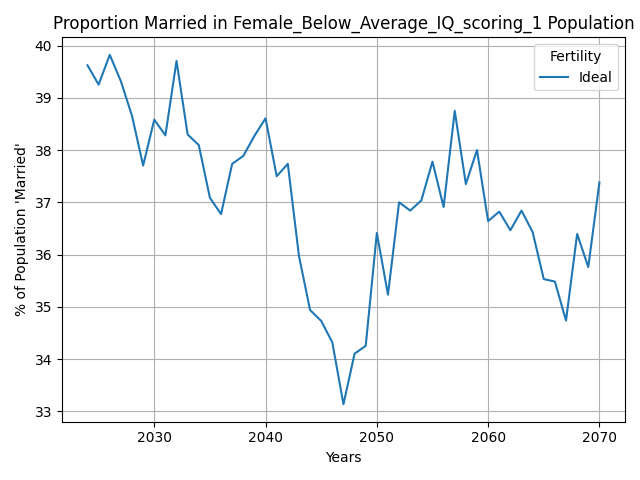 Proportion Married in Female_Below_Average_IQ_scoring_1 Population
Fertility
Ideal
% of Population 'Married'
40
39
38
37
36
35
34
33
2030 2040 2050 2060 2070
Years